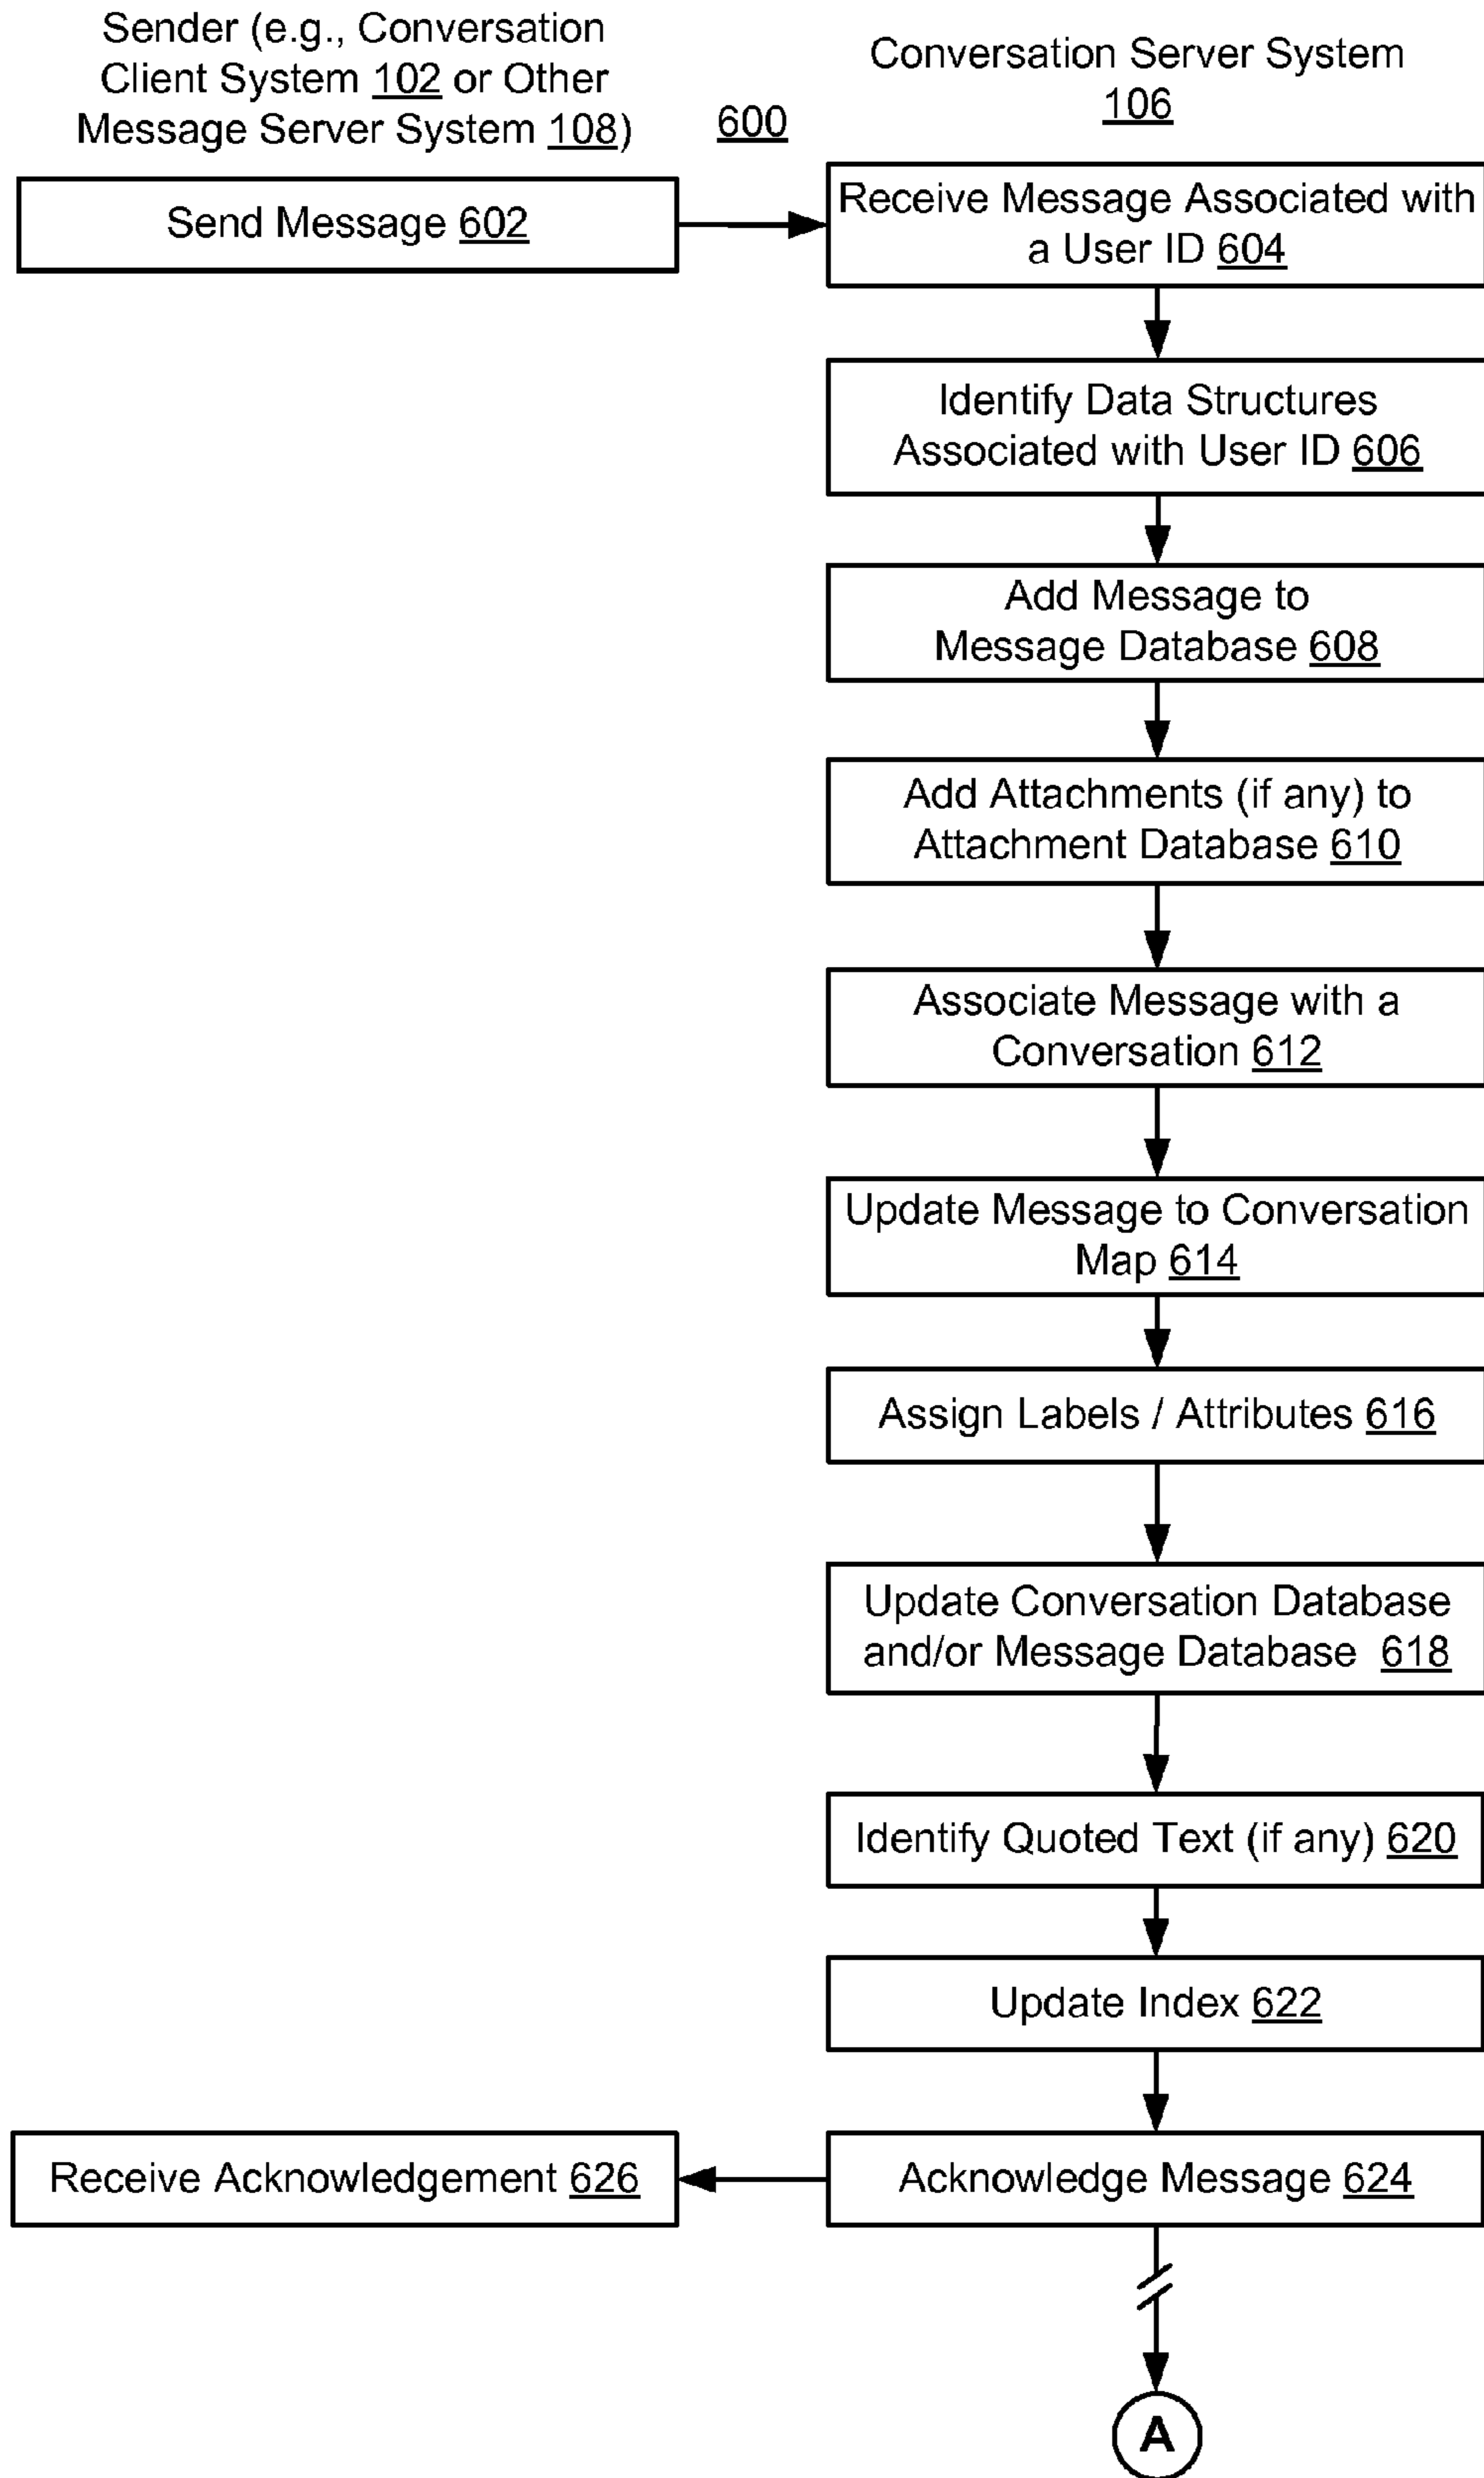 Sender (e.g., Conversation
Client System 102 or Other
Message Server System 108)
600
Conversation Server System
106
Send Message 602
Receive Message Associated with
a User ID 604
Identify Data Structures
Associated with User ID 606
Add Message to
Message Database 608
Add Attachments (if any) to
Attachment Database 610
Associate Message with a
Conversation 612
Update Message to Conversation
Map 614
Assign Labels / Attributes 616
Update Conversation Database
and/or Message Database 618
Identify Quoted Text (if any) 620
Update Index 622
Receive Acknowledgement 626
Acknowledge Message 624
A